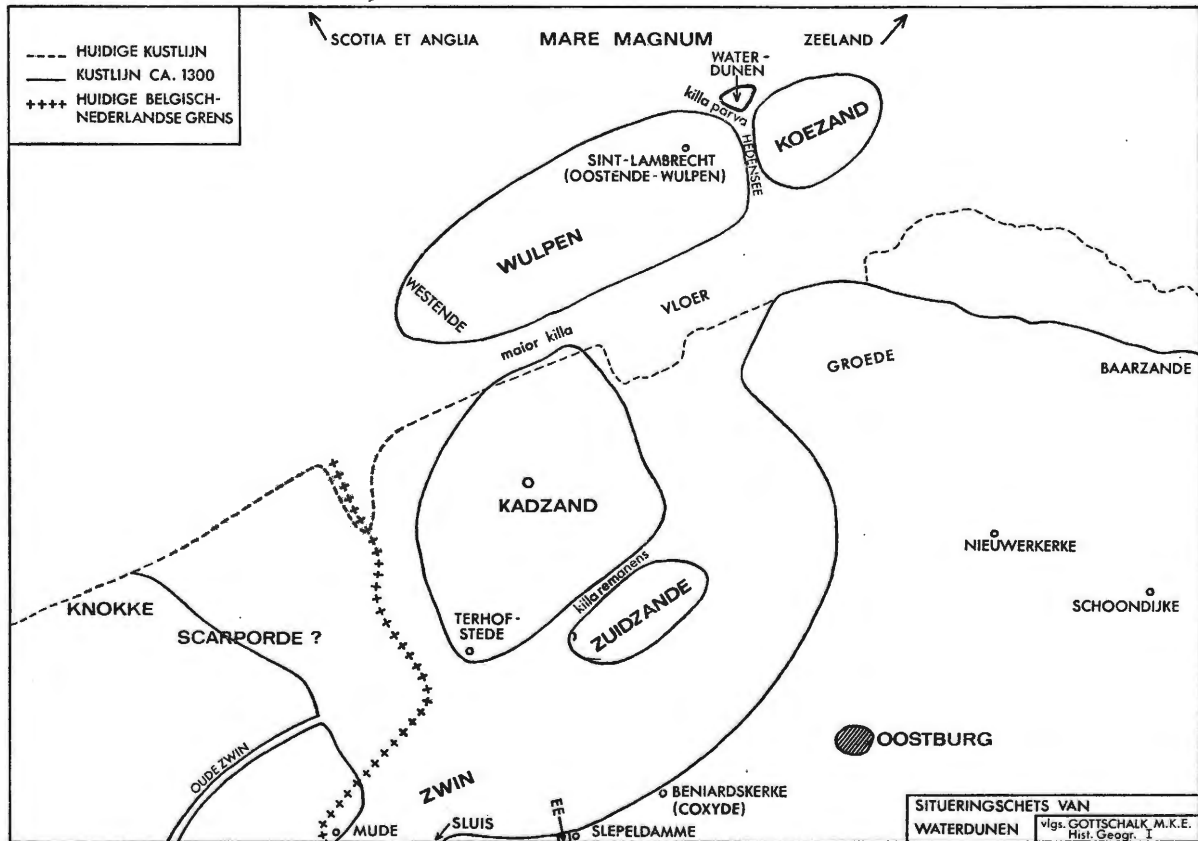 SCOTIA ET ANGLIA
MARE MAGNUM
ZEELAND
---- HUIDIGE KUSTLIJN
KUSTLIJN CA. 1300
++++ HUIDIGE BELGISCH-
NEDERLANDSE GRENS
WATER-
DUNEN
killa parva
HEDENSEE
KOEZAND
SINT-LAMBRECHT
(OOSTENDE-WULPEN)
WULPEN
WESTENDE
VLOER
maior killa
GROEDE
BAARZANDE
KADZAND
NIEUWERKERKE
killa remanens
SCHOONDIJKE
KNOKKE
TERHOF-
STEDE
ZUIDZANDE
SCARPORDE ?
OOSTBURG
OUDE ZWIN
ZWIN
BENIARDSKERKE
(COXYDE)
EE
MUDE
SLUIS
SLEPELDAMME
SITUERINGSCHETS VAN
WATERDUNEN
vlgs. GOTTSCHALK M.K.E.
Hist. Geogr. I